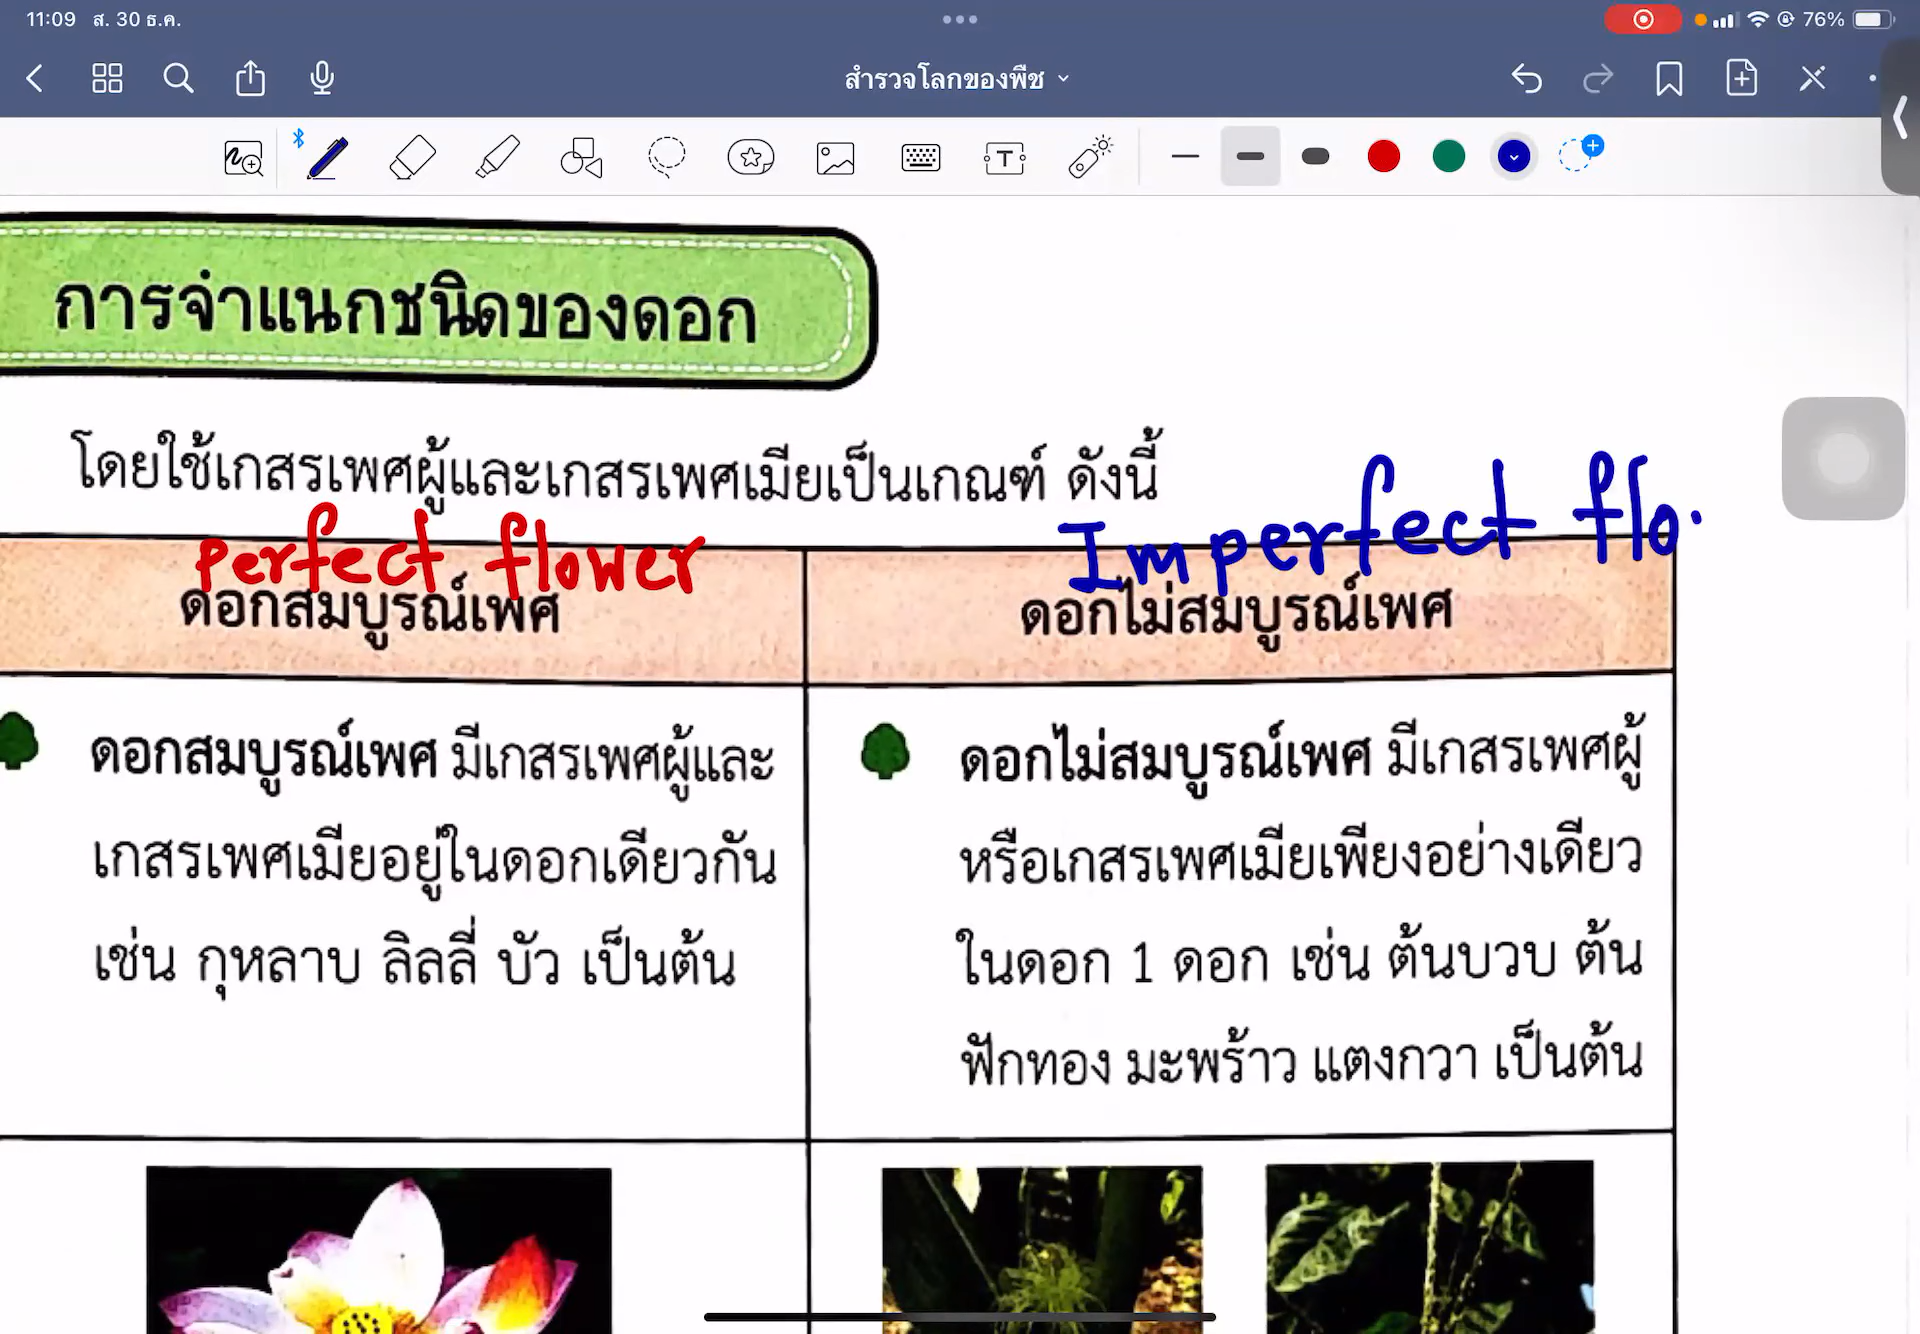 11:09 ส. 30 ธ.ค.
76%
สำรวจโลกของพืช
T
การจำแนกชนิดของดอก
โดยใช้เกสรเพศผู้และเกสรเพศเมียเป็นเกณฑ์ ดังนี้
perfect flower
Imperfect flo.
ดอกสมบูรณ์เพศ
ดอกไม่สมบูรณ์เพศ
ดอกสมบูรณ์เพศ มีเกสรเพศผู้และ
เกสรเพศเมียอยู่ในดอกเดียวกัน
เช่น กุหลาบ ลิลลี่ บัว เป็นต้น
ดอกไม่สมบูรณ์เพศ มีเกสรเพศผู้
หรือเกสรเพศเมียเพียงอย่างเดียว
ในดอก 1 ดอก เช่น ต้นบวบ ต้น
ฟักทอง มะพร้าว แตงกวา เป็นต้น